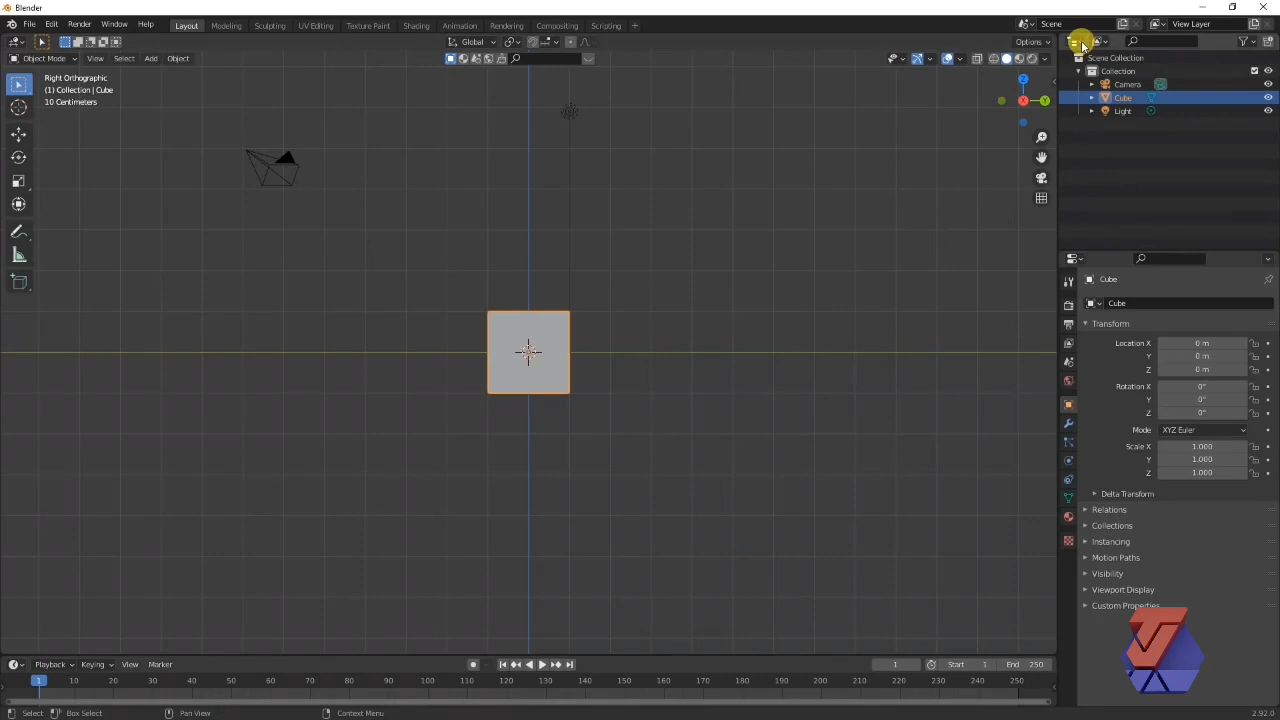 Blender
File Edit Render Window Help Layout Modeling Sculpting UV Editing Texture Paint Shading Animation Rendering Compositing Scripting + Scene View Layer
Global Options
Object Mode View Select Add Object
Right Orthographic
(1) Collection | Cube
10 Centimeters
Z
X
Y
Scene Collection
Collection
Camera
Cube
Light
Cube
Cube
Transform
Location X 0 m
Y 0 m
Z 0 m
Rotation X 0°
Y 0°
Z 0°
Mode XYZ Euler
Scale X 1.000
Y 1.000
Z 1.000
Delta Transform
Relations
Collections
Instancing
Motion Paths
Visibility
Viewport Display
Custom Properties
Playback Keying View Marker 1 Start 1 End 250
1 10 20 30 40 50 60 70 80 90 100 110 120 130 140 150 160 170 180 190 200 210 220 230 240 250
Select Box Select Pan View Context Menu 2.92.0